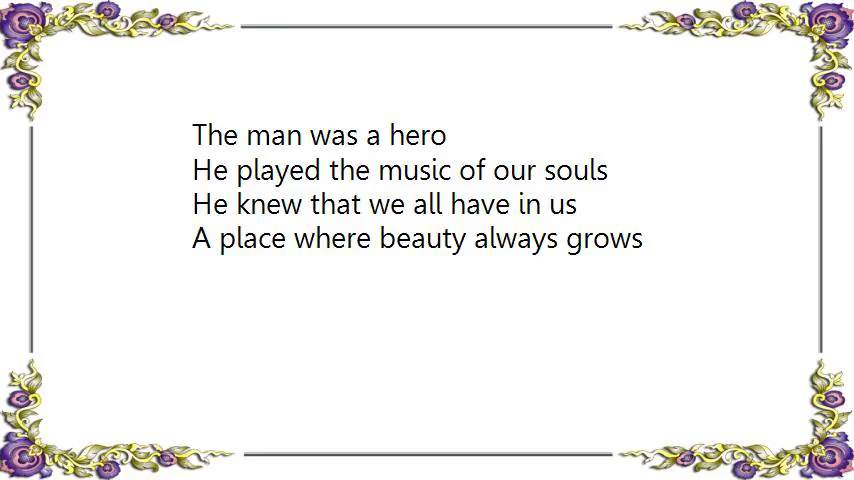 The man was a hero
He played the music of our souls
He knew that we all have in us
A place where beauty always grows